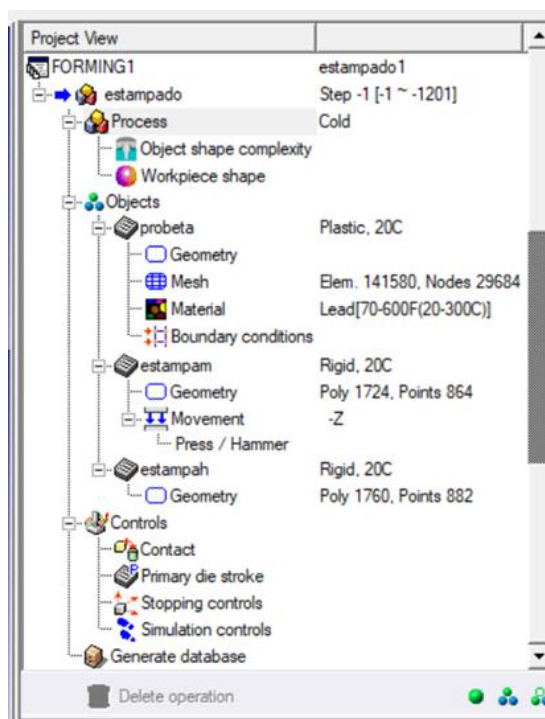 Project View
FORMING1 estampado1
estampado Step -1 [-1 ~ -1201]
Process Cold
Object shape complexity
Workpiece shape
Objects
probeta Plastic, 20C
Geometry
Mesh Elem. 141580, Nodes 29684
Material Lead[70-600F(20-300C)]
Boundary conditions
estampam Rigid, 20C
Geometry Poly 1724, Points 864
Movement -Z
Press / Hammer
estampah Rigid, 20C
Geometry Poly 1760, Points 882
Controls
Contact
Primary die stroke
Stopping controls
Simulation controls
Generate database
Delete operation